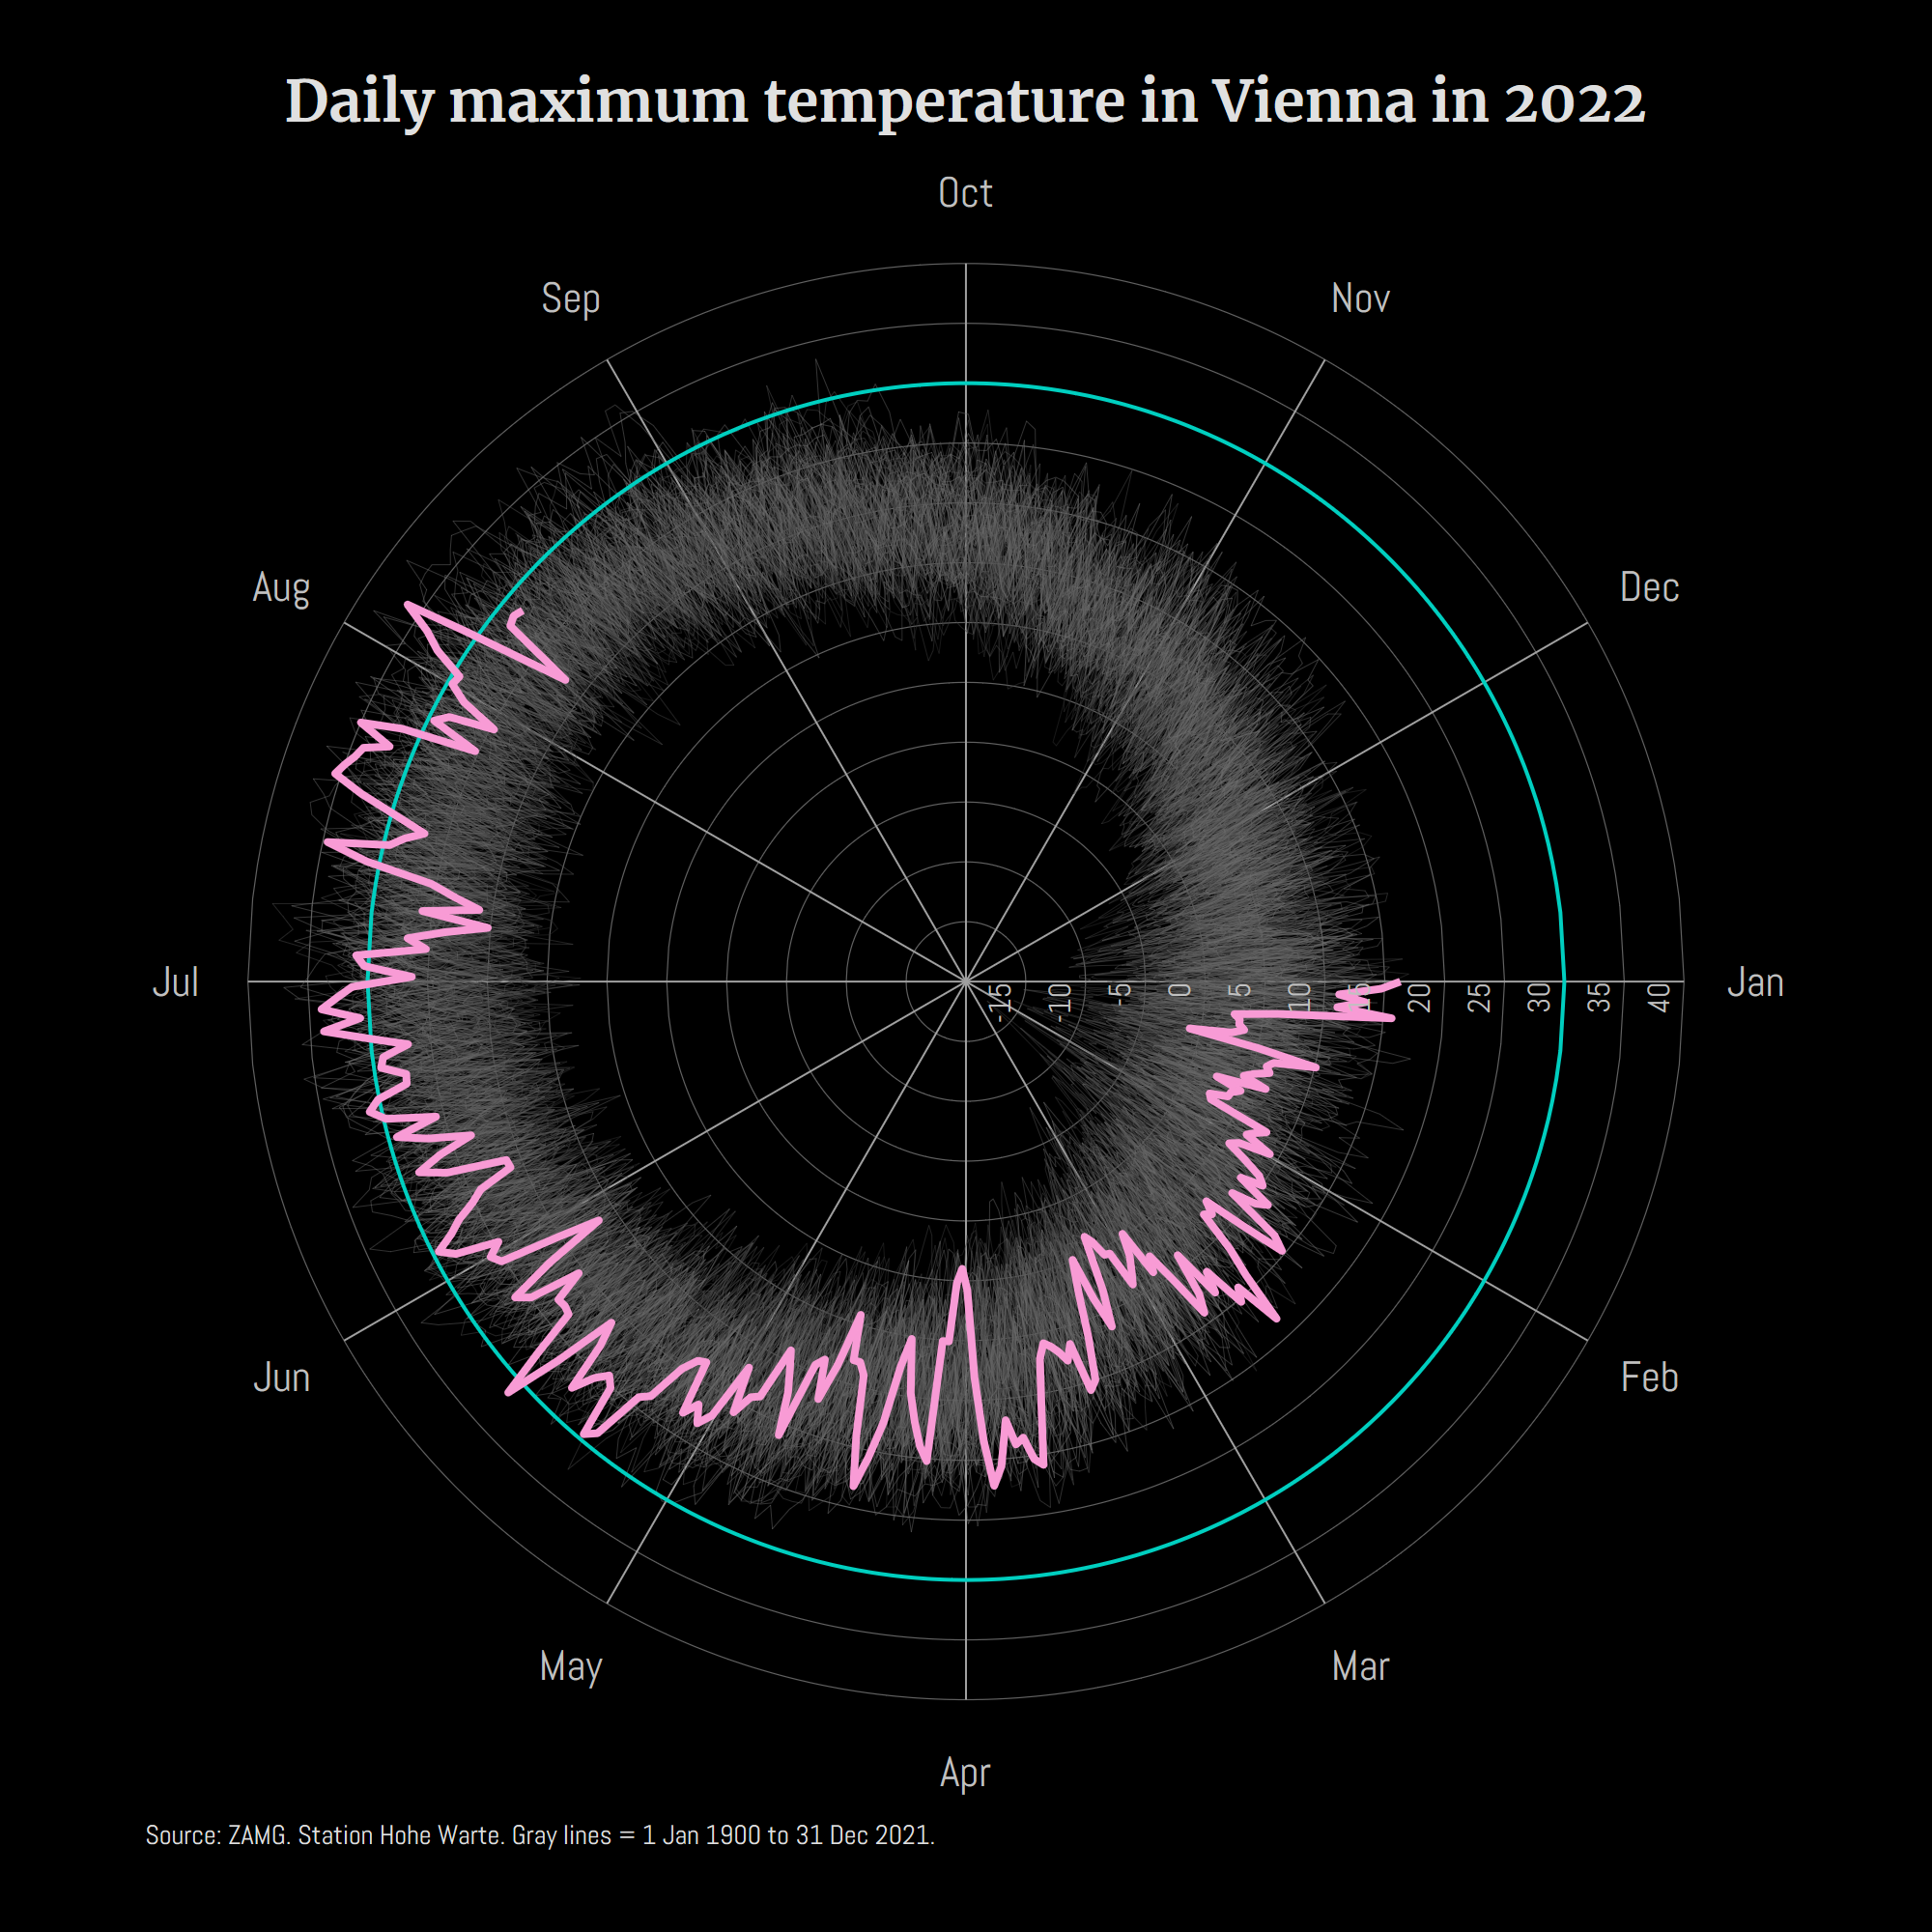 Daily maximum temperature in Vienna in 2022
Oct
Sep
Nov
Aug
Dec
Jul
-15
-10
-5
0
5
10
15
20
25
30
35
40
Jan
Jun
Feb
May
Mar
Apr
Source: ZAMG. Station Hohe Warte. Gray lines = 1 Jan 1900 to 31 Dec 2021.